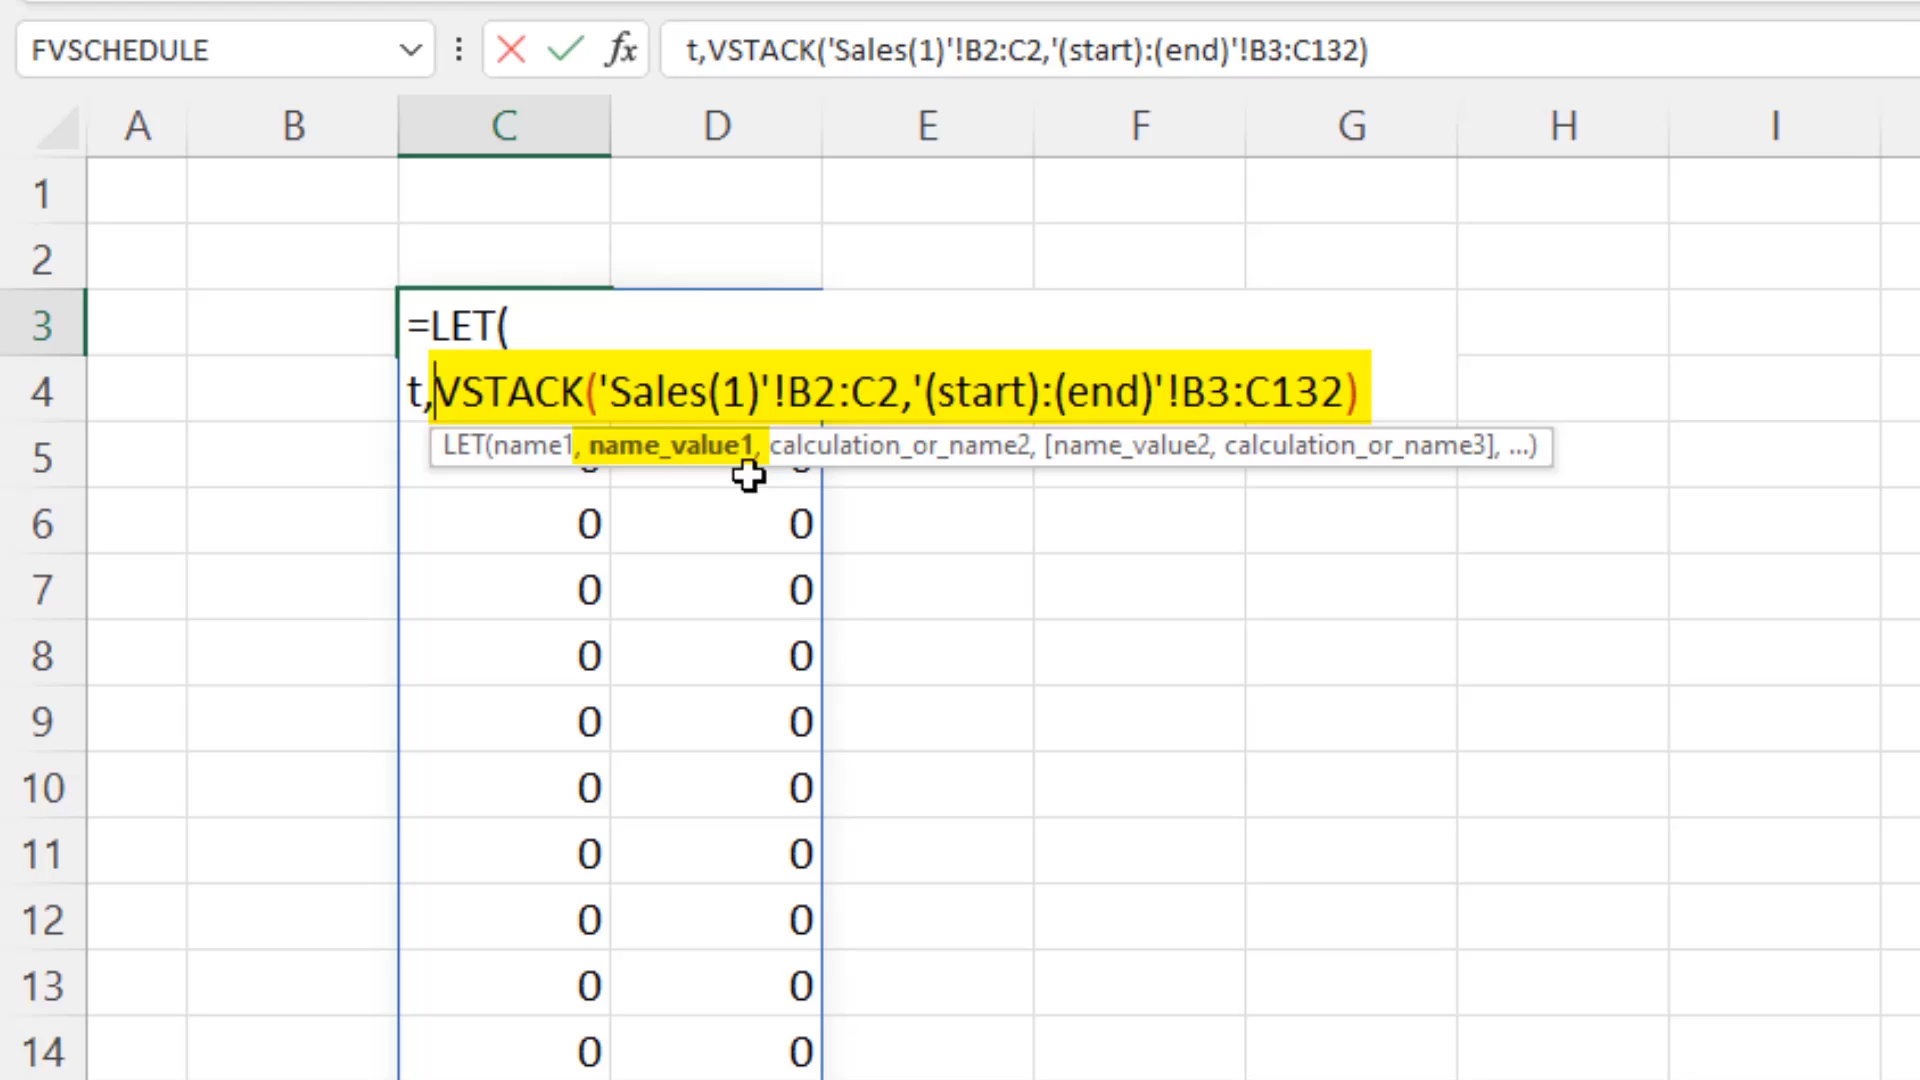 FVSCHEDULE fx t,VSTACK('Sales(1)'!B2:C2,'(start):(end)'!B3:C132)
A B C D E F G H I
1
2
3 =LET(
4 t,VSTACK('Sales(1)'!B2:C2,'(start):(end)'!B3:C132)
LET(name1, name_value1, calculation_or_name2, [name_value2, calculation_or_name3], ...)
5
6 0 0
7 0 0
8 0 0
9 0 0
10 0 0
11 0 0
12 0 0
13 0 0
14 0 0